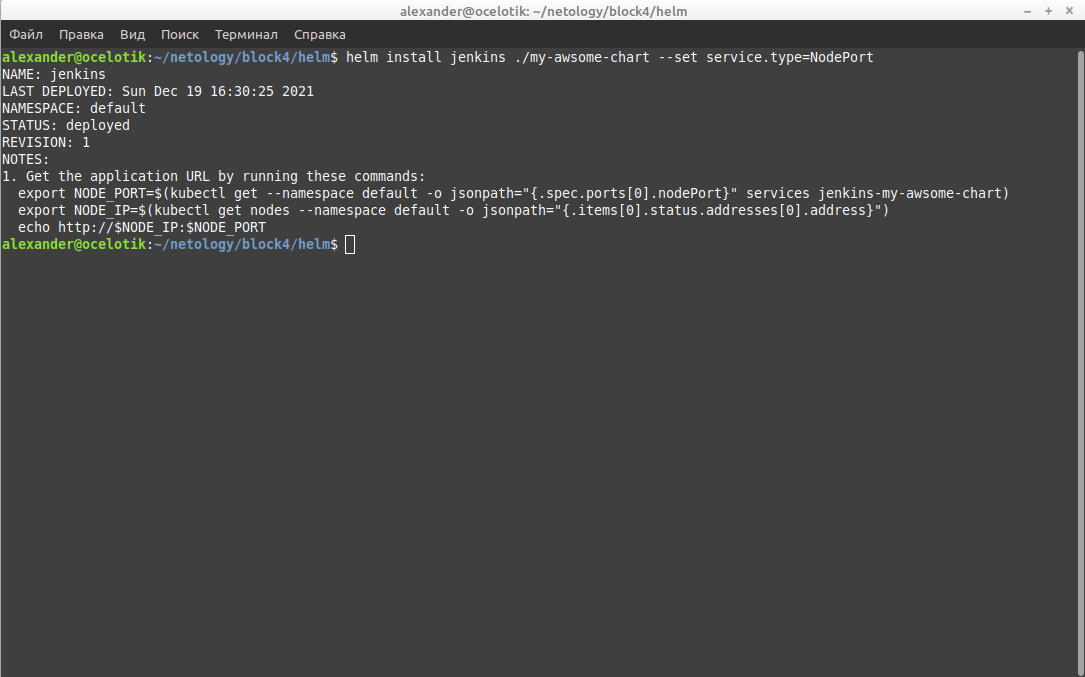 alexander@ocelotik: ~/netology/block4/helm
Файл Правка Вид Поиск Терминал Справка
alexander@ocelotik:~/netology/block4/helm$ helm install jenkins ./my-awsome-chart --set service.type=NodePort
NAME: jenkins
LAST DEPLOYED: Sun Dec 19 16:30:25 2021
NAMESPACE: default
STATUS: deployed
REVISION: 1
NOTES:
1. Get the application URL by running these commands:
  export NODE_PORT=$(kubectl get --namespace default -o jsonpath="{.spec.ports[0].nodePort}" services jenkins-my-awsome-chart)
  export NODE_IP=$(kubectl get nodes --namespace default -o jsonpath="{.items[0].status.addresses[0].address}")
  echo http://$NODE_IP:$NODE_PORT
alexander@ocelotik:~/netology/block4/helm$